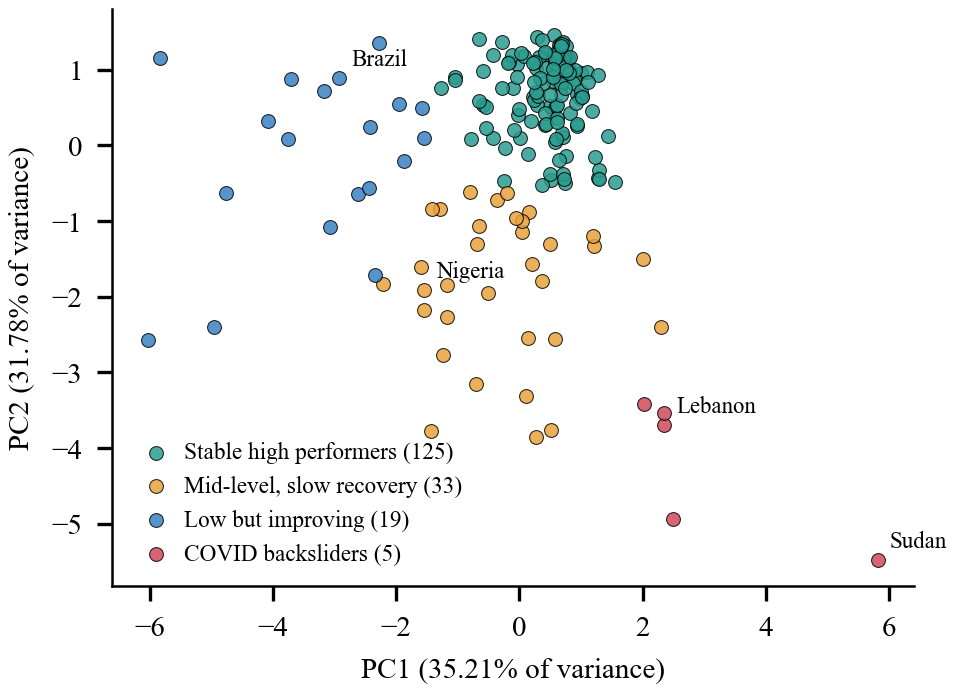 Brazil
Nigeria
Lebanon
Sudan
Stable high performers (125)
Mid-level, slow recovery (33)
Low but improving (19)
COVID backsliders (5)
1
0
−1
−2
−3
−4
−5
PC2 (31.78% of variance)
−6 −4 −2 0 2 4 6
PC1 (35.21% of variance)